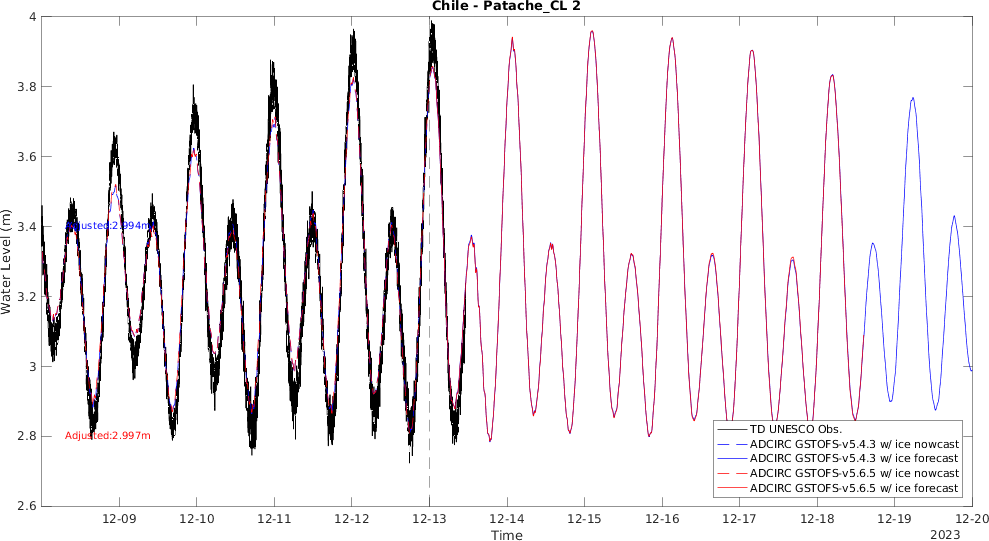 Chile - Patache_CL 2
4
3.8
3.6
3.4
3.2
3
2.8
2.6
Water Level (m)
Adjusted:2.994m
Adjusted:2.997m
TD UNESCO Obs.
ADCIRC GSTOFS-v5.4.3 w/ ice nowcast
ADCIRC GSTOFS-v5.4.3 w/ ice forecast
ADCIRC GSTOFS-v5.6.5 w/ ice nowcast
ADCIRC GSTOFS-v5.6.5 w/ ice forecast
12-09 12-10 12-11 12-12 12-13 12-14 12-15 12-16 12-17 12-18 12-19 12-20
Time
2023